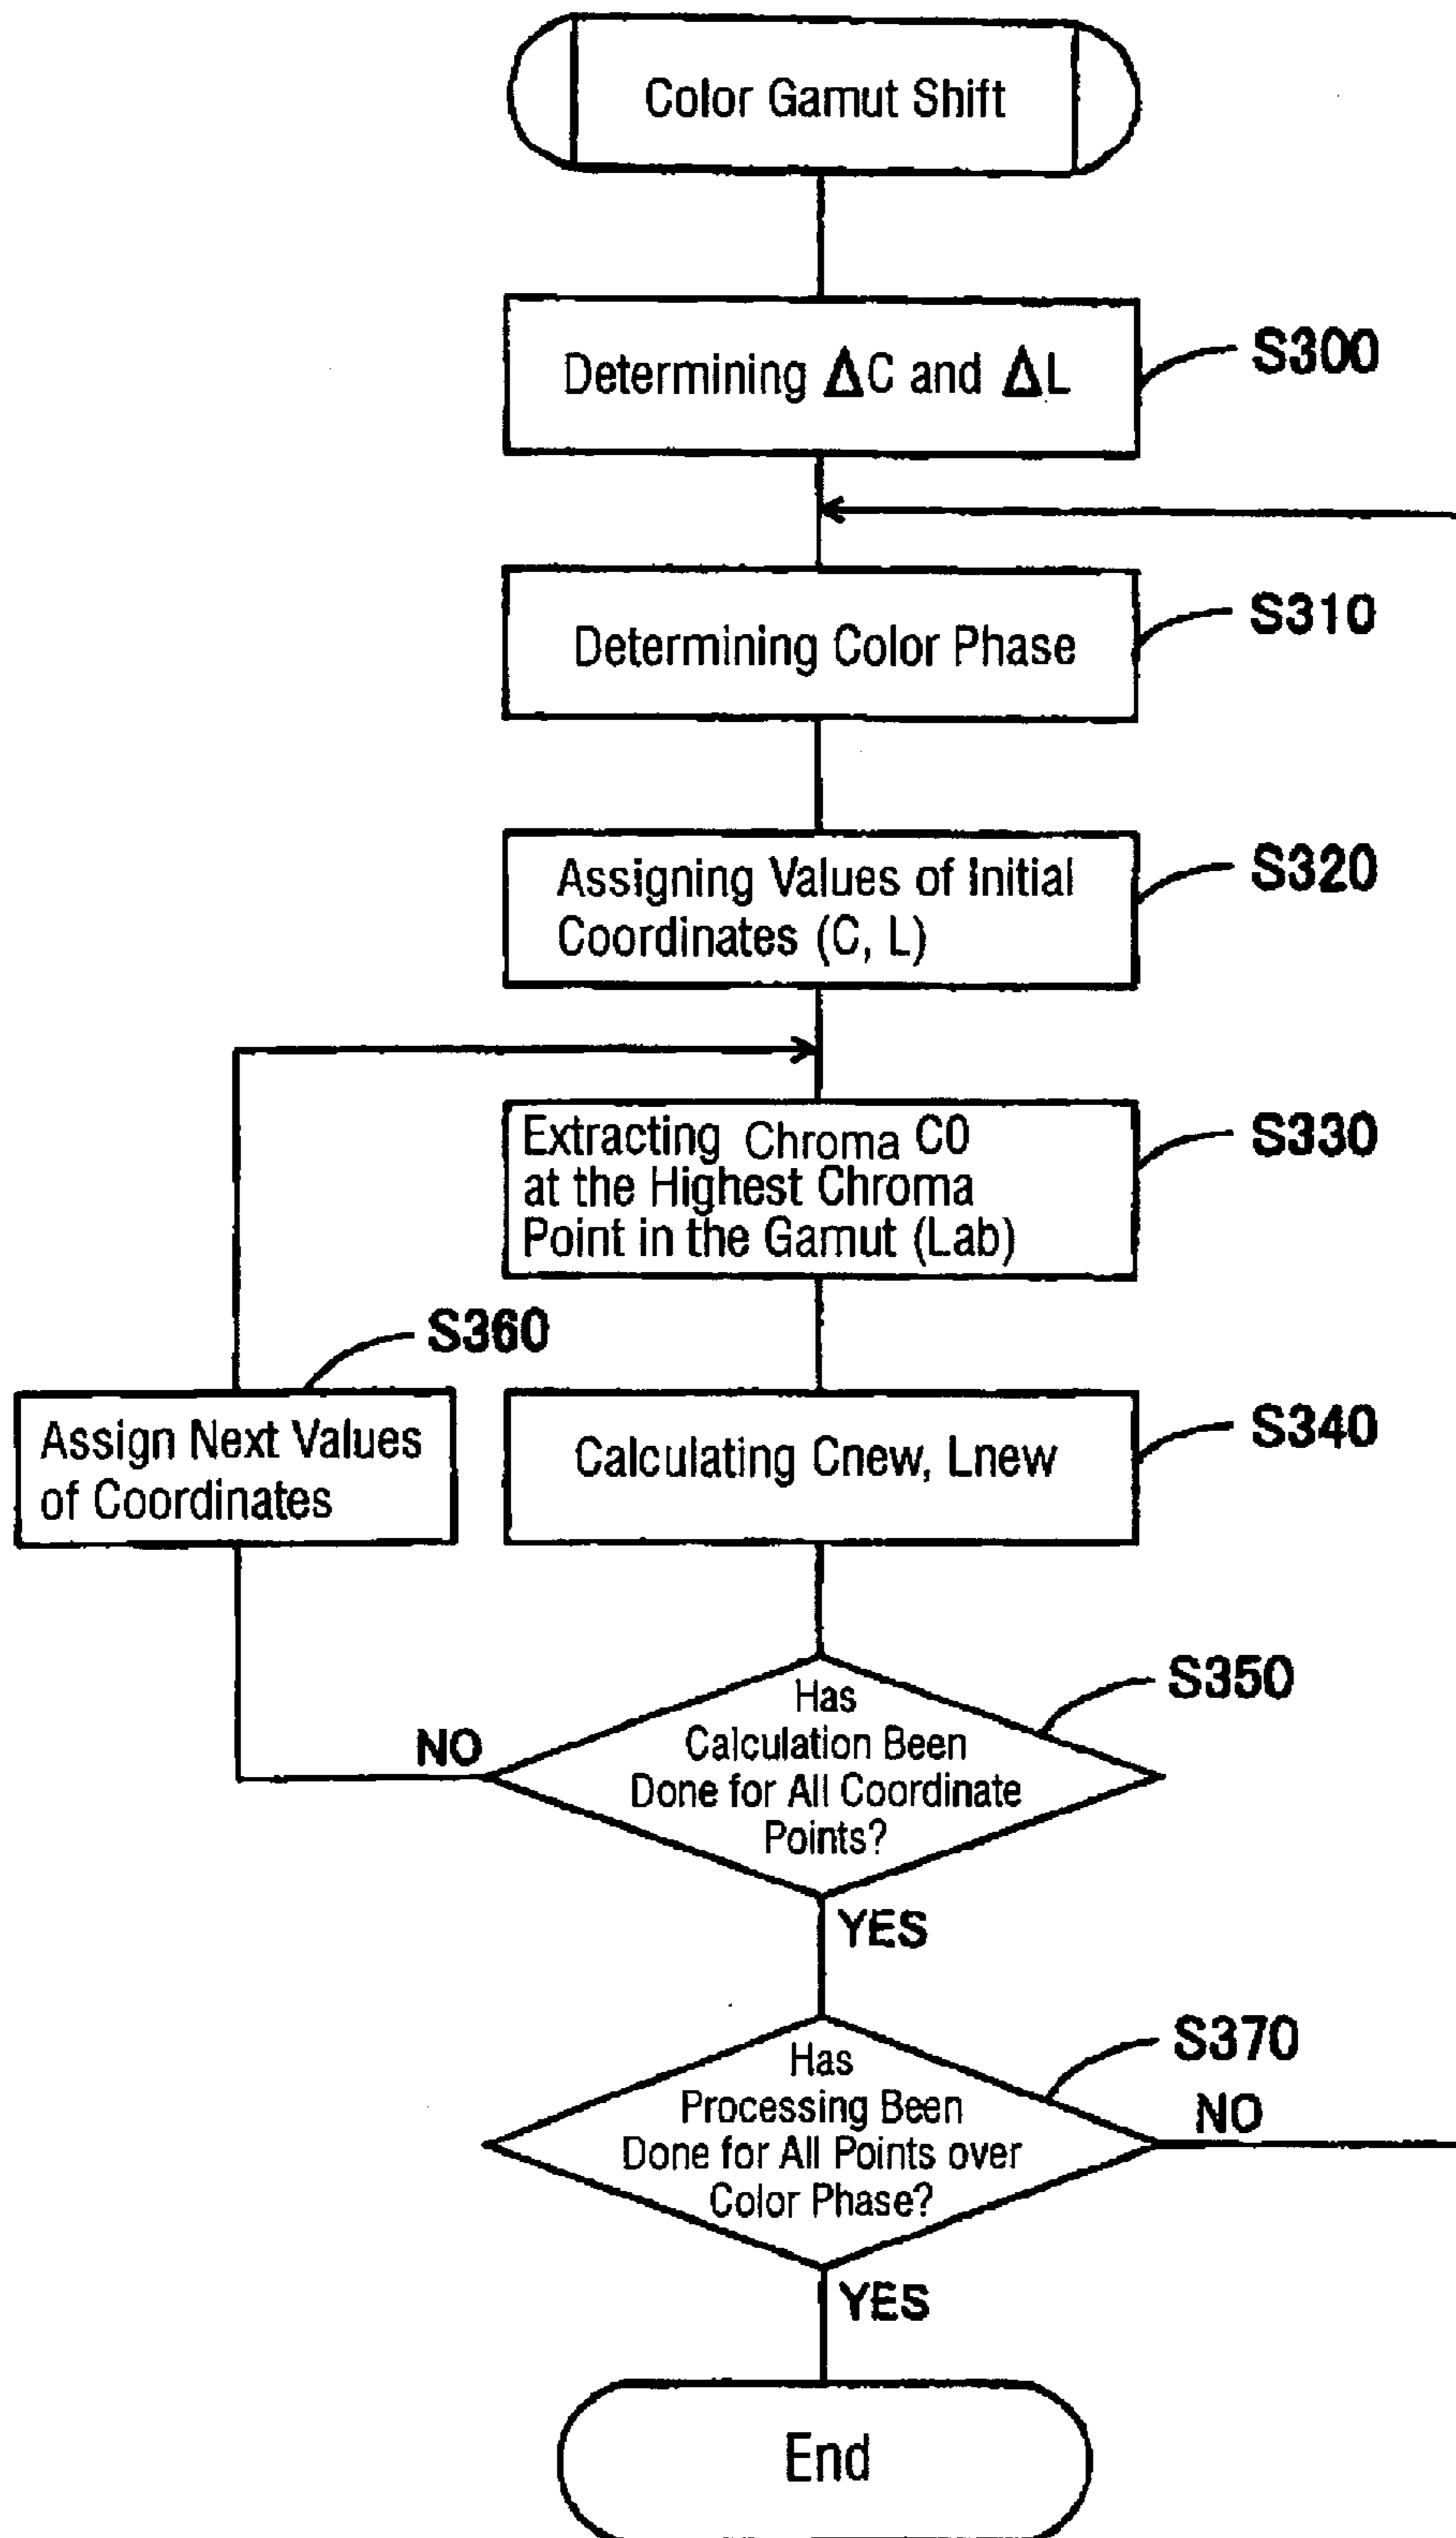 Color Gamut Shift
Determining ΔC and ΔL
S300
Determining Color Phase
S310
Assigning Values of Initial
Coordinates (C, L)
S320
Extracting Chroma C0
at the Highest Chroma
Point in the Gamut (Lab)
S330
S360
Assign Next Values
of Coordinates
Calculating Cnew, Lnew
S340
Has
Calculation Been
Done for All Coordinate
Points?
S350
NO
YES
Has
Processing Been
Done for All Points over
Color Phase?
S370
NO
YES
End